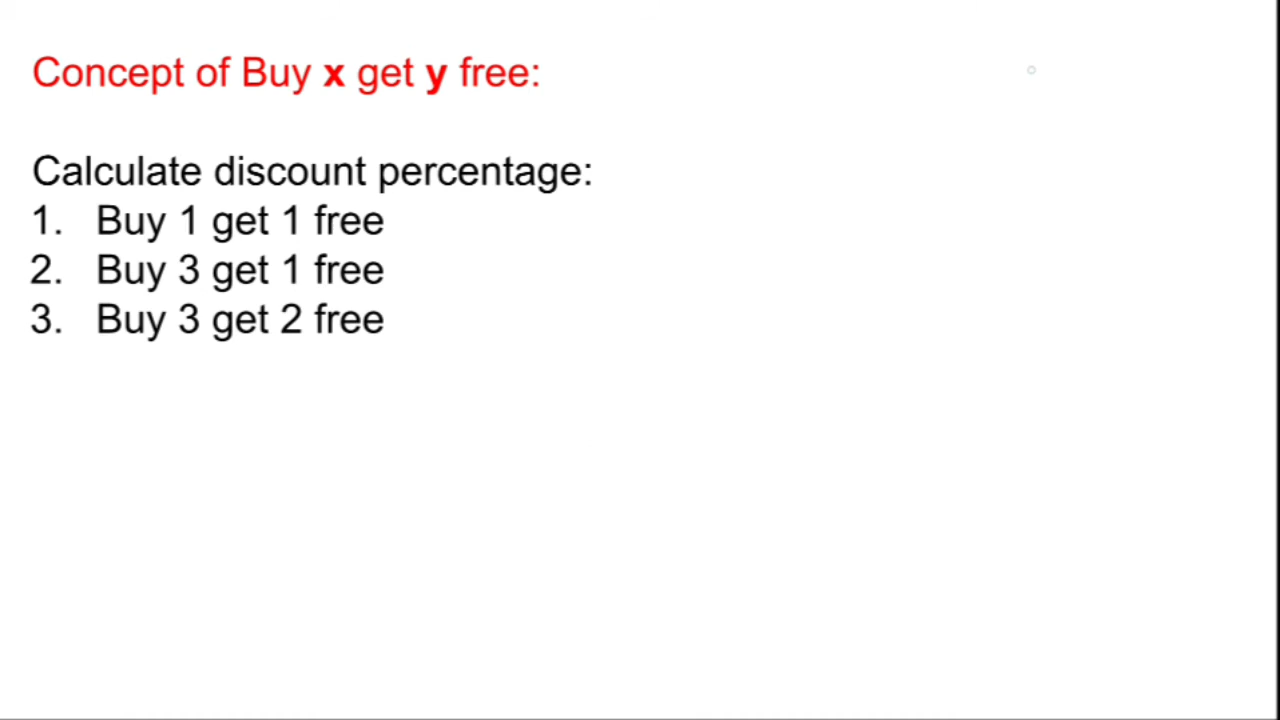 Concept of Buy x get y free:
Calculate discount percentage:
1. Buy 1 get 1 free
2. Buy 3 get 1 free
3. Buy 3 get 2 free